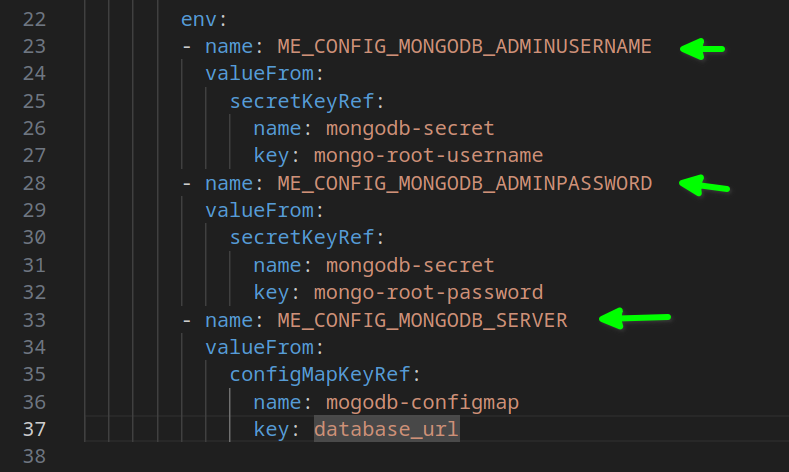 22 env:
23 - name: ME_CONFIG_MONGODB_ADMINUSERNAME
24 valueFrom:
25 secretKeyRef:
26 name: mongodb-secret
27 key: mongo-root-username
28 - name: ME_CONFIG_MONGODB_ADMINPASSWORD
29 valueFrom:
30 secretKeyRef:
31 name: mongodb-secret
32 key: mongo-root-password
33 - name: ME_CONFIG_MONGODB_SERVER
34 valueFrom:
35 configMapKeyRef:
36 name: mogodb-configmap
37 key: database_url
38